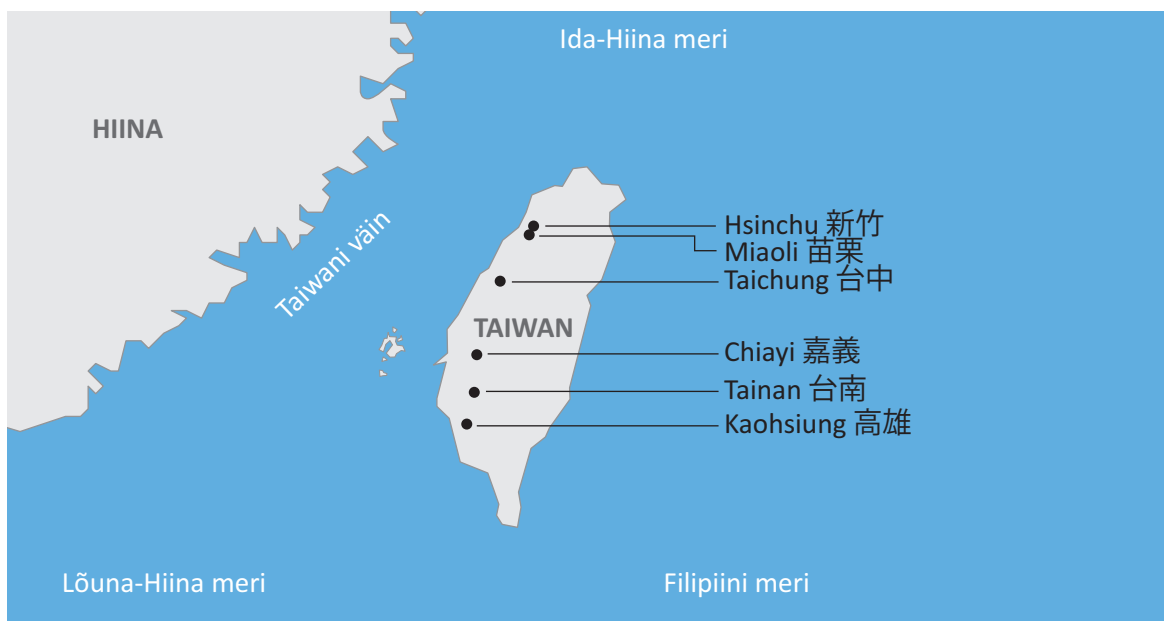 Ida-Hiina meri
HIINA
Taiwani väin
Hsinchu 新竹
Miaoli 苗栗
Taichung 台中
TAIWAN
Chiayi 嘉義
Tainan 台南
Kaohsiung 高雄
Lõuna-Hiina meri
Filipiini meri